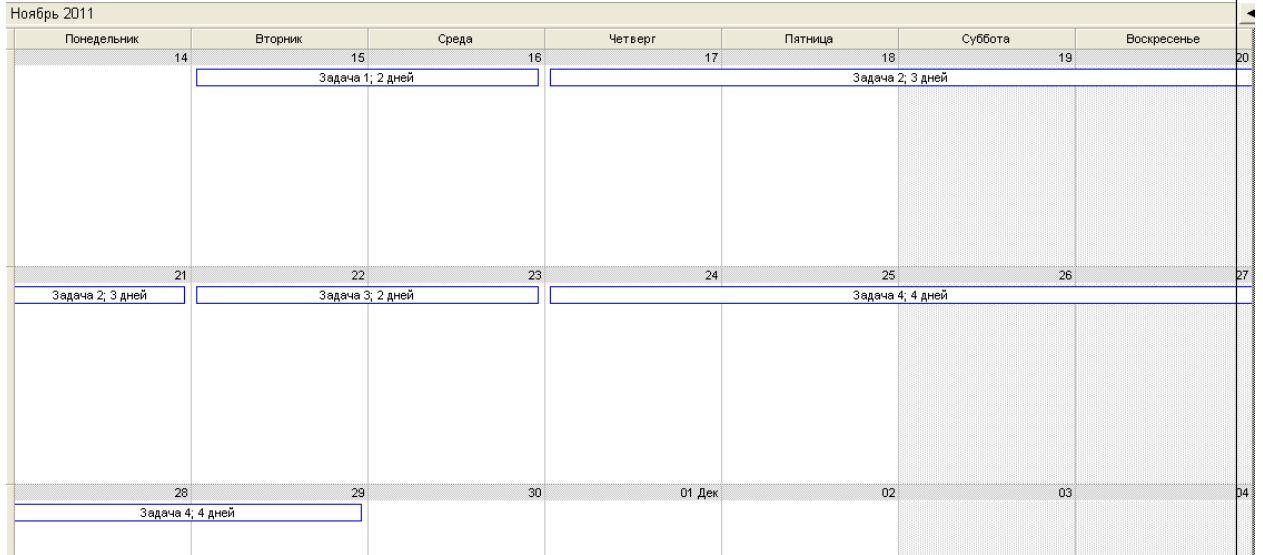 Ноябрь 2011
Понедельник Вторник Среда Четверг Пятница Суббота Воскресенье
14 15 16 17 18 19 20
Задача 1; 2 дней Задача 2; 3 дней
21 22 23 24 25 26 27
Задача 2; 3 дней Задача 3; 2 дней Задача 4; 4 дней
28 29 30 01 Дек 02 03 04
Задача 4; 4 дней